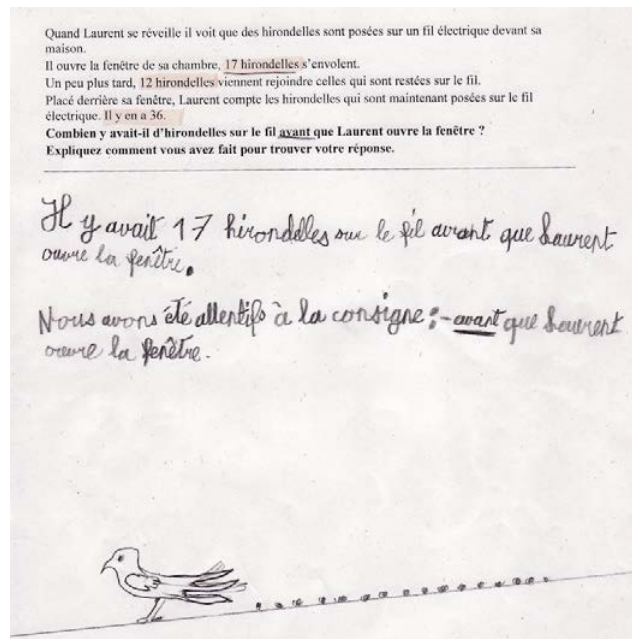 Quand Laurent se réveille il voit que des hirondelles sont posées sur un fil électrique devant sa
maison.
Il ouvre la fenêtre de sa chambre, 17 hirondelles s'envolent.
Un peu plus tard, 12 hirondelles viennent rejoindre celles qui sont restées sur le fil.
Placé derrière sa fenêtre, Laurent compte les hirondelles qui sont maintenant posées sur le fil
électrique. Il y en a 36.
Combien y avait-il d'hirondelles sur le fil avant que Laurent ouvre la fenêtre ?
Expliquez comment vous avez fait pour trouver votre réponse.
Il y avait 17 hirondelles sur le fil avant que Laurent
ouvre la fenêtre.
Nous avons été attentifs à la consigne : - avant que Laurent
ouvre la fenêtre.